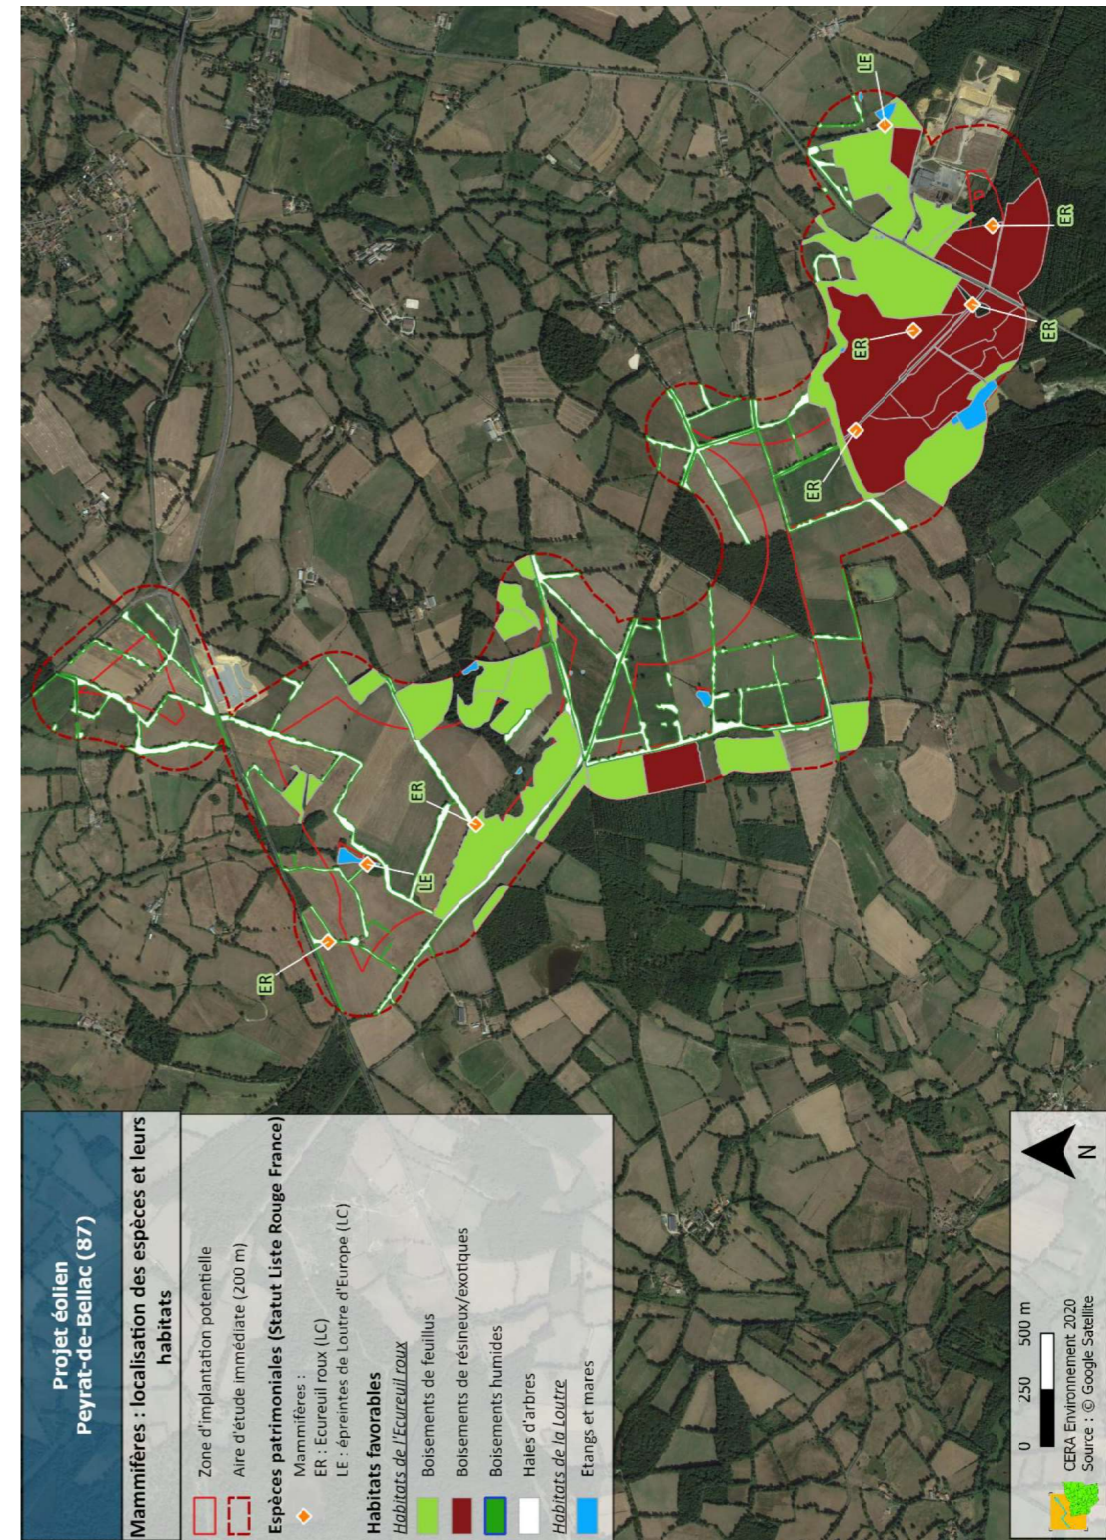 Projet éolien
Peyrat-de-Bellac (87)
Mammifères : localisation des espèces et leurs
habitats
Zone d'implantation potentielle
Aire d'étude immédiate (200 m)
Espèces patrimoniales (Statut Liste Rouge France)
Mammifères :
ER : Ecureuil roux (LC)
LE : épreintes de Loutre d'Europe (LC)
Habitats favorables
Habitats de l'Ecureuil roux
Boisements de feuillus
Boisements de résineux/exotiques
Boisements humides
Haies d'arbres
Habitats de la Loutre
Etangs et mares
0 250 500 m
N
CERA Environnement 2020
Source : © Google Satellite
ER
LE
ER
ER
ER
ER
ER
LE